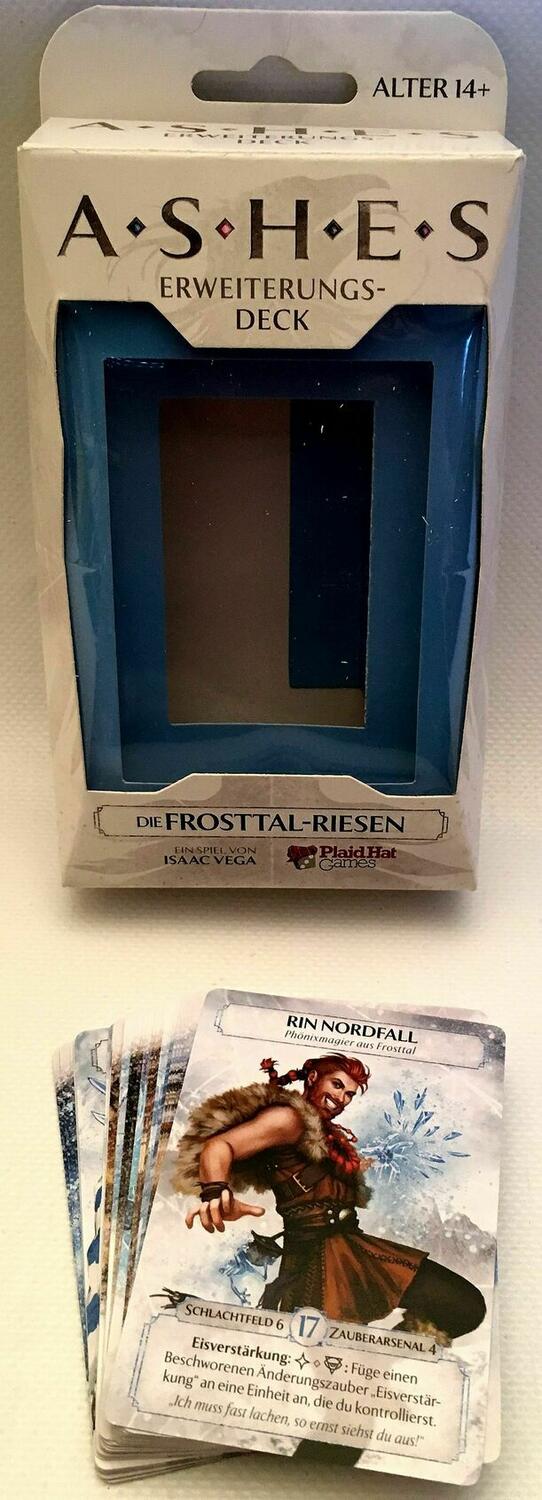 ALTER 14+
A·S·H·E·S
ERWEITERUNGS-
DECK
A·S·H·E·S
ERWEITERUNGS-
DECK
DIE FROSTTAL-RIESEN
EIN SPIEL VON
ISAAC VEGA
Plaid Hat
Games
RIN NORDFALL
Phönixmagier aus Frosttal
SCHLACHTFELD 6 17 ZAUBERARSENAL 4
Eisverstärkung: : Füge einen
Beschworenen Änderungszauber „Eisverstär-
kung“ an eine Einheit an, die du kontrollierst.
„Ich muss fast lachen, so ernst siehst du aus!“